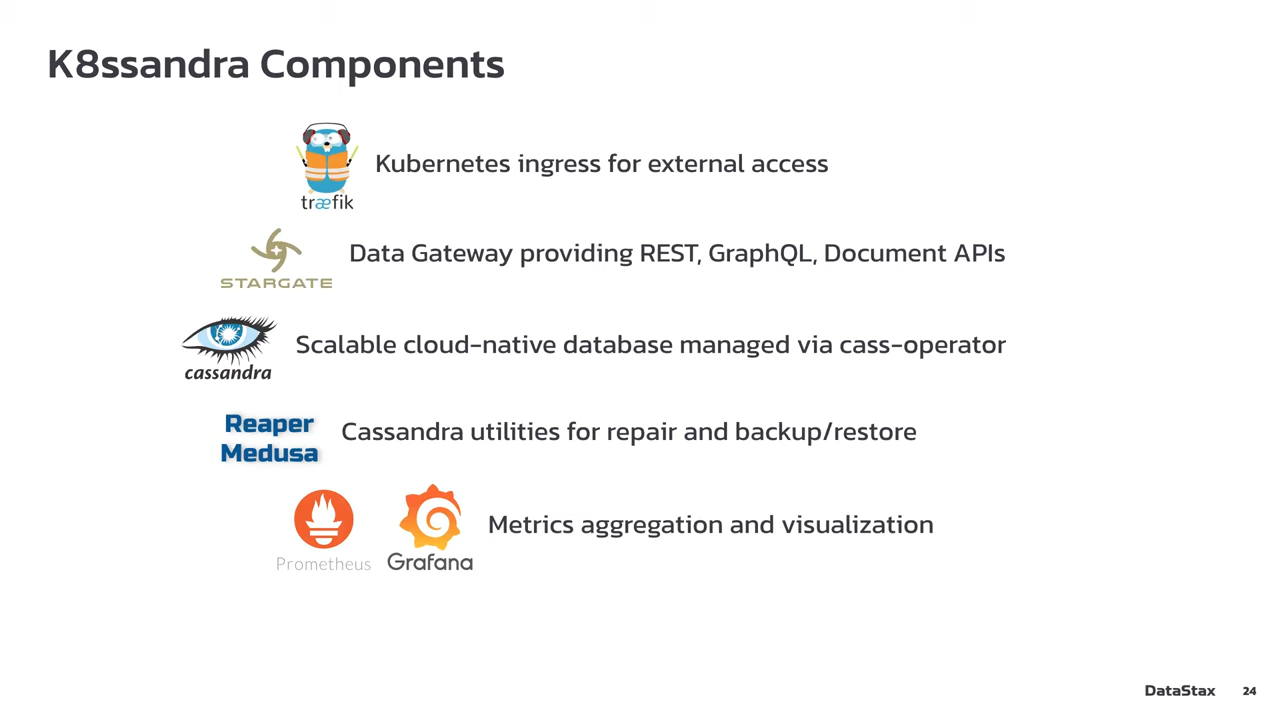 K8ssandra Components
træfik
Kubernetes ingress for external access
STARGATE
Data Gateway providing REST, GraphQL, Document APIs
cassandra
Scalable cloud-native database managed via cass-operator
Reaper
Medusa
Cassandra utilities for repair and backup/restore
Prometheus
Grafana
Metrics aggregation and visualization
DataStax 24